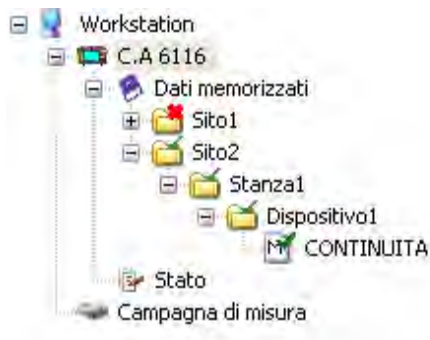 Workstation
C.A 6116
Dati memorizzati
Sito1
Sito2
Stanza1
Dispositivo1
CONTINUITA
Stato
Campagna di misura